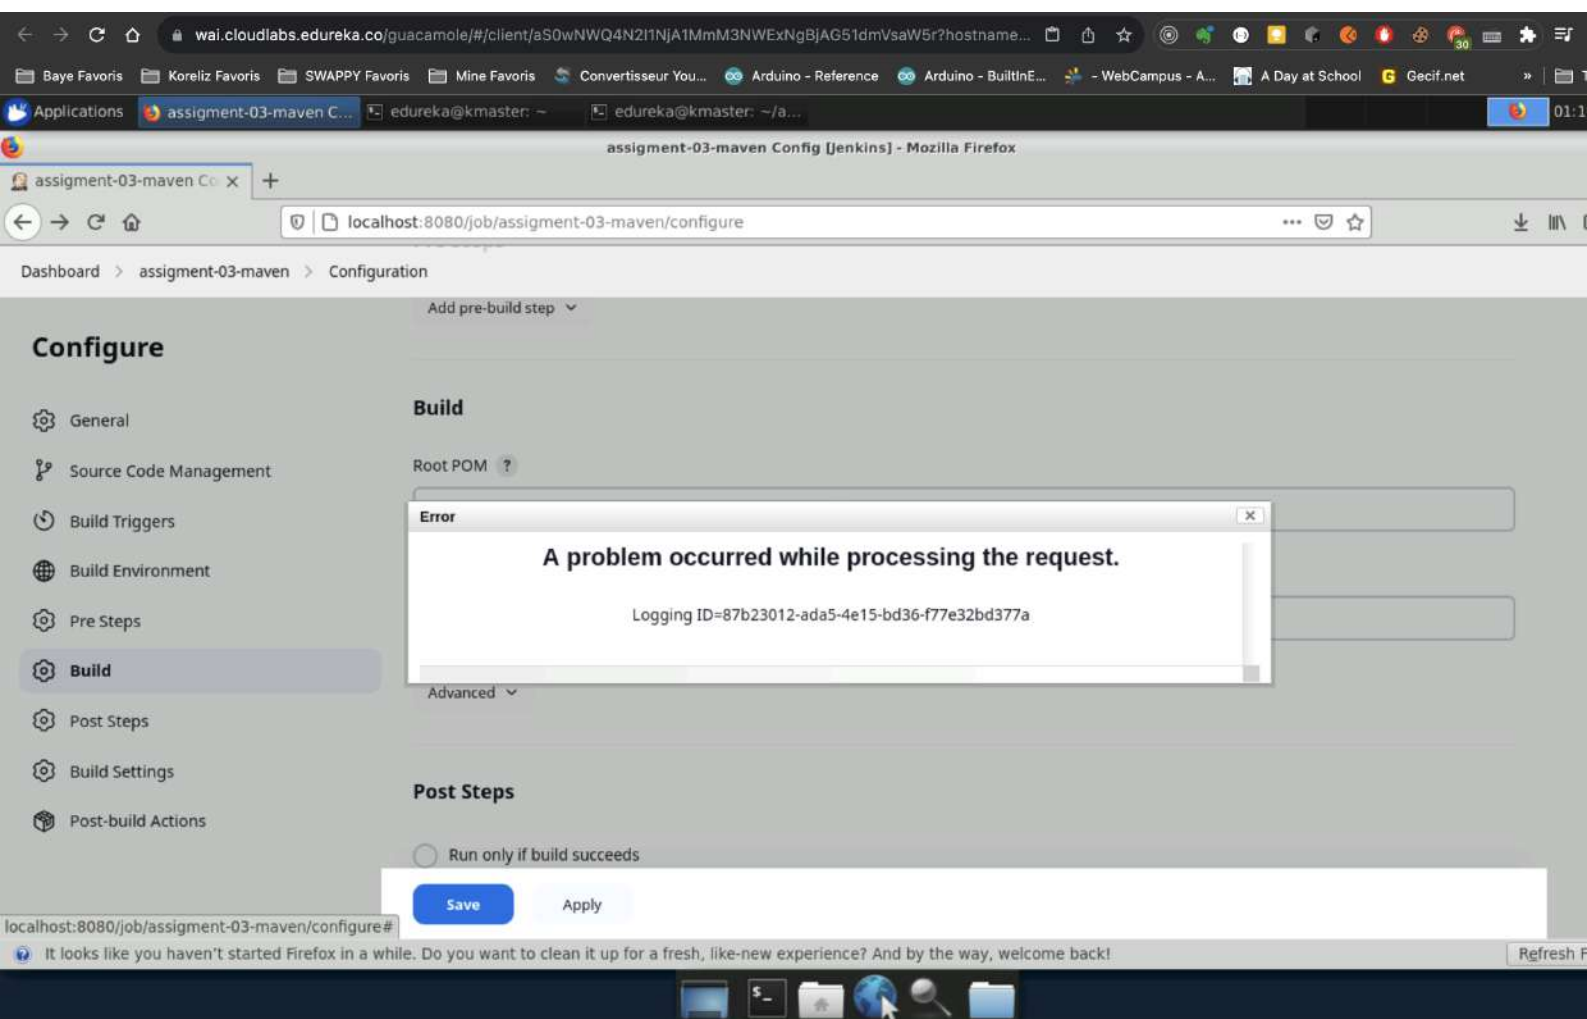 wai.cloudlabs.edureka.co/guacamole/#/client/aS0wNWQ4N2I1NjA1MmM3NWExNgBjAG51dmVsaW5r?hostname...
30
Baye Favoris Koreliz Favoris SWAPPY Favoris Mine Favoris Convertisseur You... Arduino - Reference Arduino - BuiltInE... - WebCampus - A... A Day at School Gecif.net »
Applications assigment-03-maven C... edureka@kmaster: ~ edureka@kmaster: ~/a... 01:1
assigment-03-maven Config [Jenkins] - Mozilla Firefox
assigment-03-maven Co × +
localhost:8080/job/assigment-03-maven/configure
Dashboard > assigment-03-maven > Configuration
Add pre-build step
Configure
General
Source Code Management
Build Triggers
Build Environment
Pre Steps
Build
Post Steps
Build Settings
Post-build Actions
Build
Root POM ?
Error
A problem occurred while processing the request.
Logging ID=87b23012-ada5-4e15-bd36-f77e32bd377a
Advanced
Post Steps
Run only if build succeeds
Save Apply
localhost:8080/job/assigment-03-maven/configure#
It looks like you haven't started Firefox in a while. Do you want to clean it up for a fresh, like-new experience? And by the way, welcome back! Refresh F